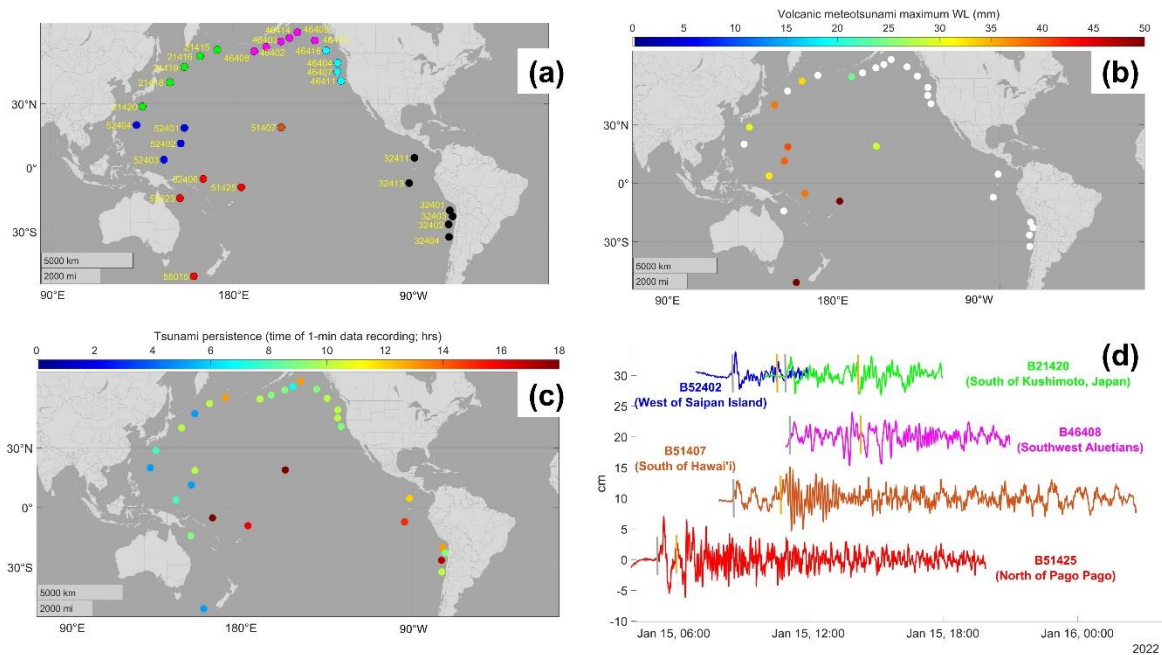 (a)
46414
46409
46403
46402
46408
21415
21416
21419
21418
21420
46404
46407
46411
52404
52401
52402
52403
51407
51425
32411
32413
32401
32403
32402
32404
55015
30°N
0°
30°S
5000 km
2000 mi
90°E
180°E
90°W
Volcanic meteotsunami maximum WL (mm)
0 5 10 15 20 25 30 35 40 45 50
(b)
30°N
0°
30°S
5000 km
2000 mi
90°E
180°E
90°W
Tsunami persistence (time of 1-min data recording; hrs)
0 2 4 6 8 10 12 14 16 18
(c)
30°N
0°
30°S
5000 km
2000 mi
90°E
180°E
90°W
(d)
B52402
(West of Saipan Island)
B21420
(South of Kushimoto, Japan)
B46408
(Southwest Aluetians)
B51407
(South of Hawai'i)
B51425
(North of Pago Pago)
cm
30
25
20
15
10
5
0
-5
-10
Jan 15, 06:00
Jan 15, 12:00
Jan 15, 18:00
Jan 16, 00:00
2022